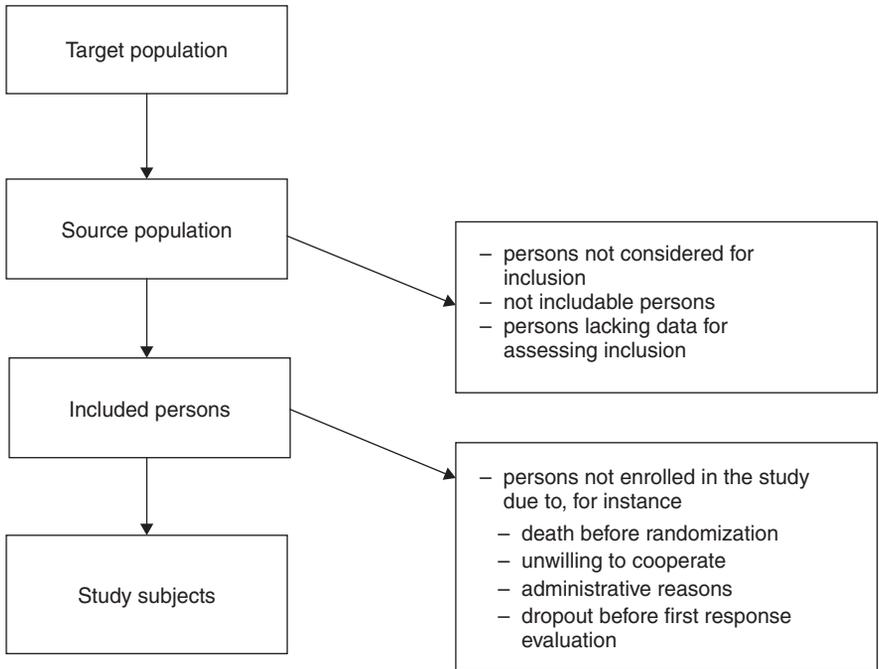 Target population
Source population
– persons not considered for
inclusion
– not includable persons
– persons lacking data for
assessing inclusion
Included persons
– persons not enrolled in the study
due to, for instance
– death before randomization
– unwilling to cooperate
– administrative reasons
– dropout before first response
evaluation
Study subjects